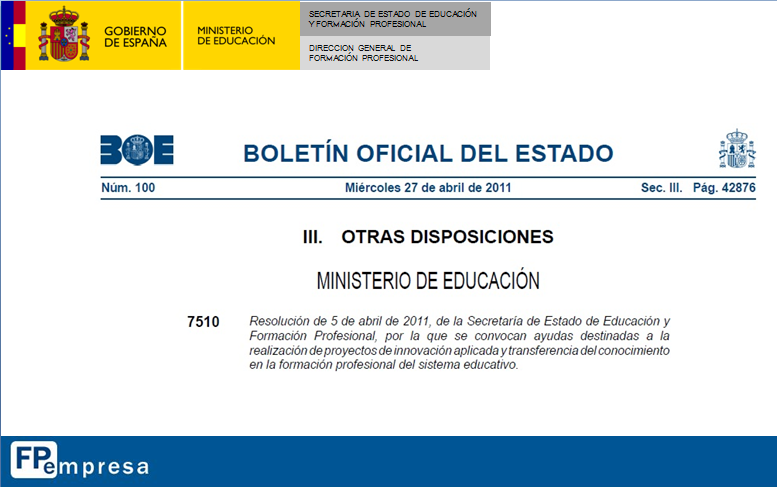 GOBIERNO
DE ESPAÑA
MINISTERIO
DE EDUCACIÓN
SECRETARIA DE ESTADO DE EDUCACIÓN
Y FORMACIÓN PROFESIONAL
DIRECCION GENERAL DE
FORMACIÓN PROFESIONAL
BOE
BOLETÍN OFICIAL DEL ESTADO
Núm. 100 Miércoles 27 de abril de 2011 Sec. III. Pág. 42876
III. OTRAS DISPOSICIONES
MINISTERIO DE EDUCACIÓN
7510 Resolución de 5 de abril de 2011, de la Secretaría de Estado de Educación y
Formación Profesional, por la que se convocan ayudas destinadas a la
realización de proyectos de innovación aplicada y transferencia del conocimiento
en la formación profesional del sistema educativo.
FPempresa